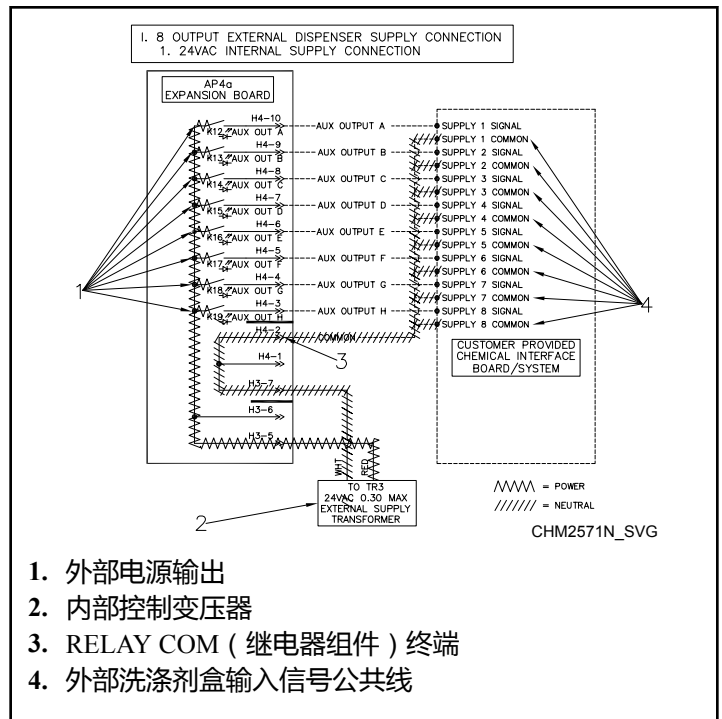 I. 8 OUTPUT EXTERNAL DISPENSER SUPPLY CONNECTION
1. 24VAC INTERNAL SUPPLY CONNECTION
AP4a
EXPANSION BOARD
H4-10
K12 AUX OUT A
AUX OUTPUT A
SUPPLY 1 SIGNAL
SUPPLY 1 COMMON
H4-9
K13 AUX OUT B
AUX OUTPUT B
SUPPLY 2 SIGNAL
SUPPLY 2 COMMON
H4-8
K14 AUX OUT C
AUX OUTPUT C
SUPPLY 3 SIGNAL
SUPPLY 3 COMMON
H4-7
K15 AUX OUT D
AUX OUTPUT D
SUPPLY 4 SIGNAL
SUPPLY 4 COMMON
H4-6
K16 AUX OUT E
AUX OUTPUT E
SUPPLY 5 SIGNAL
SUPPLY 5 COMMON
H4-5
K17 AUX OUT F
AUX OUTPUT F
SUPPLY 6 SIGNAL
SUPPLY 6 COMMON
H4-4
K18 AUX OUT G
AUX OUTPUT G
SUPPLY 7 SIGNAL
SUPPLY 7 COMMON
H4-3
K19 AUX OUT H
AUX OUTPUT H
SUPPLY 8 SIGNAL
SUPPLY 8 COMMON
1
4
H4-2
COMMON
3
H4-1
H3-7
H3-6
H3-5
CUSTOMER PROVIDED
CHEMICAL INTERFACE
BOARD/SYSTEM
WHT
RED
2
TO TR3
24VAC 0.30 MAX
EXTERNAL SUPPLY
TRANSFORMER
= POWER
= NEUTRAL
CHM2571N_SVG
1. 外部电源输出
2. 内部控制变压器
3. RELAY COM（继电器组件）终端
4. 外部洗涤剂盒输入信号公共线